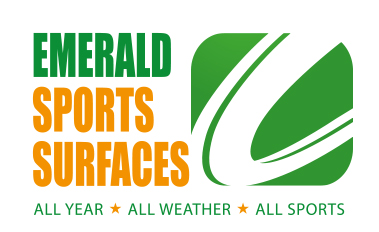 EMERALD
SPORTS
SURFACES
ALL YEAR ★ ALL WEATHER ★ ALL SPORTS